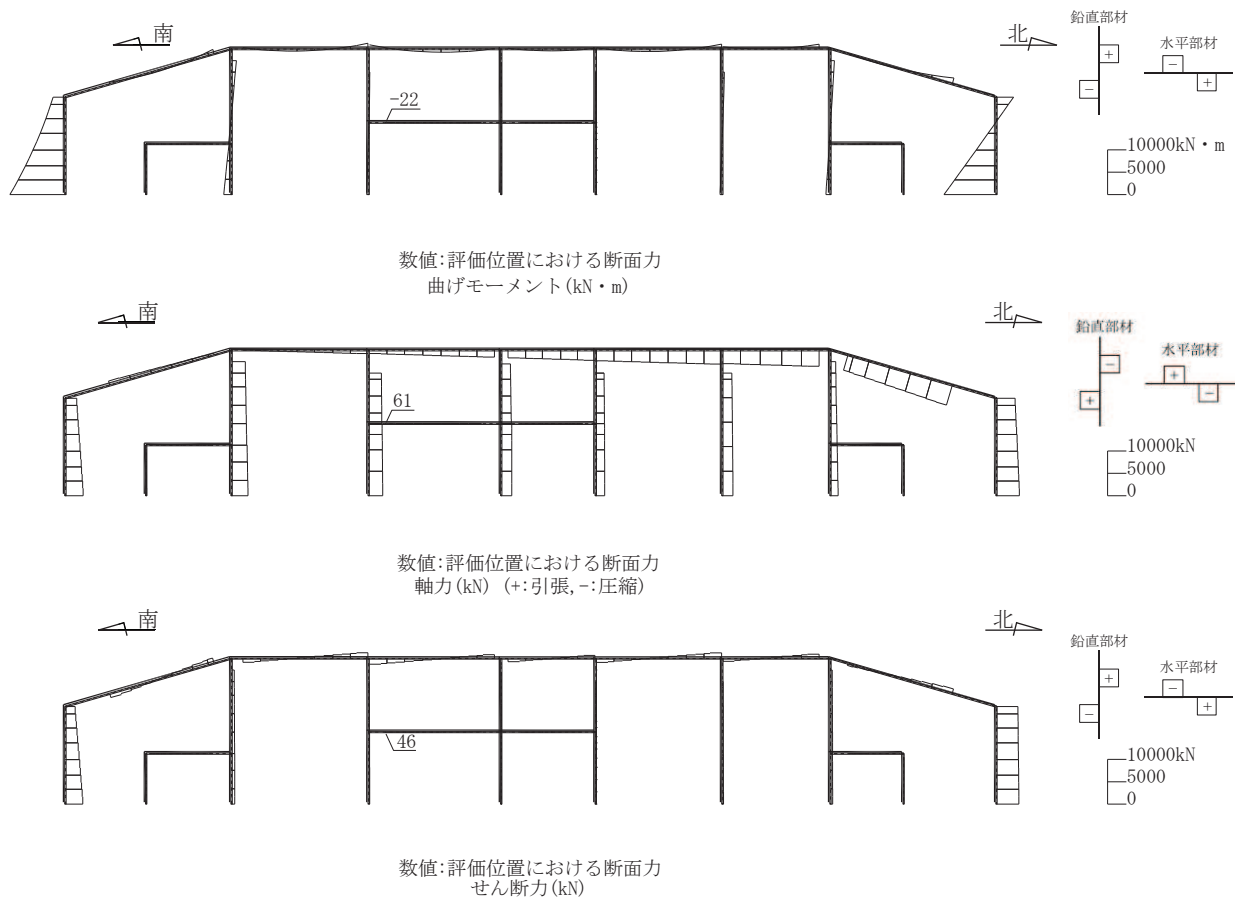 南
北
鉛直部材
+
−
水平部材
−
+
-22
10000kN・m
5000
0
数値:評価位置における断面力
曲げモーメント(kN・m)
南
北
鉛直部材
−
+
水平部材
+
−
61
10000kN
5000
0
数値:評価位置における断面力
軸力(kN) (+:引張,-:圧縮)
南
北
鉛直部材
+
−
水平部材
−
+
46
10000kN
5000
0
数値:評価位置における断面力
せん断力(kN)